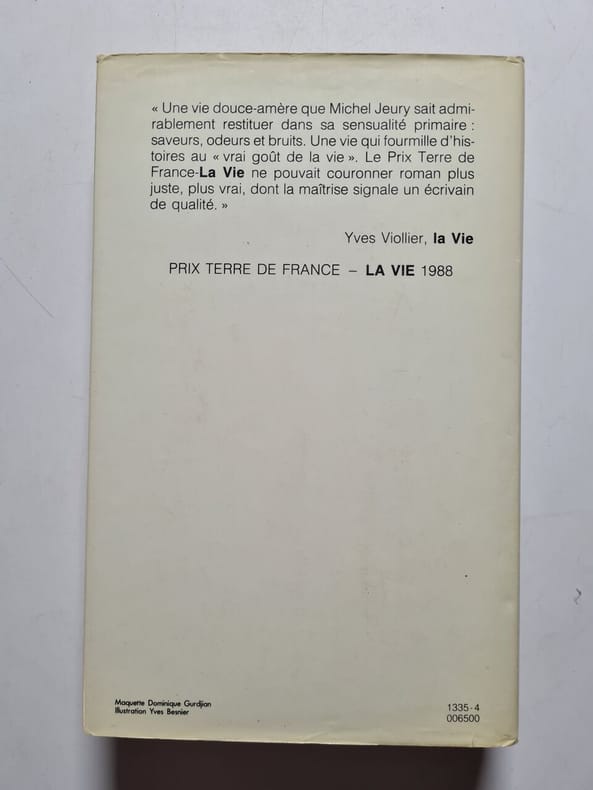 « Une vie douce-amère que Michel Jeury sait admi-
rablement restituer dans sa sensualité primaire :
saveurs, odeurs et bruits. Une vie qui fourmille d'his-
toires au « vrai goût de la vie ». Le Prix Terre de
France-La Vie ne pouvait couronner roman plus
juste, plus vrai, dont la maîtrise signale un écrivain
de qualité. »
Yves Viollier, la Vie
PRIX TERRE DE FRANCE – LA VIE 1988
Maquette Dominique Gurdjian
Illustration Yves Besnier
1335-4
006500